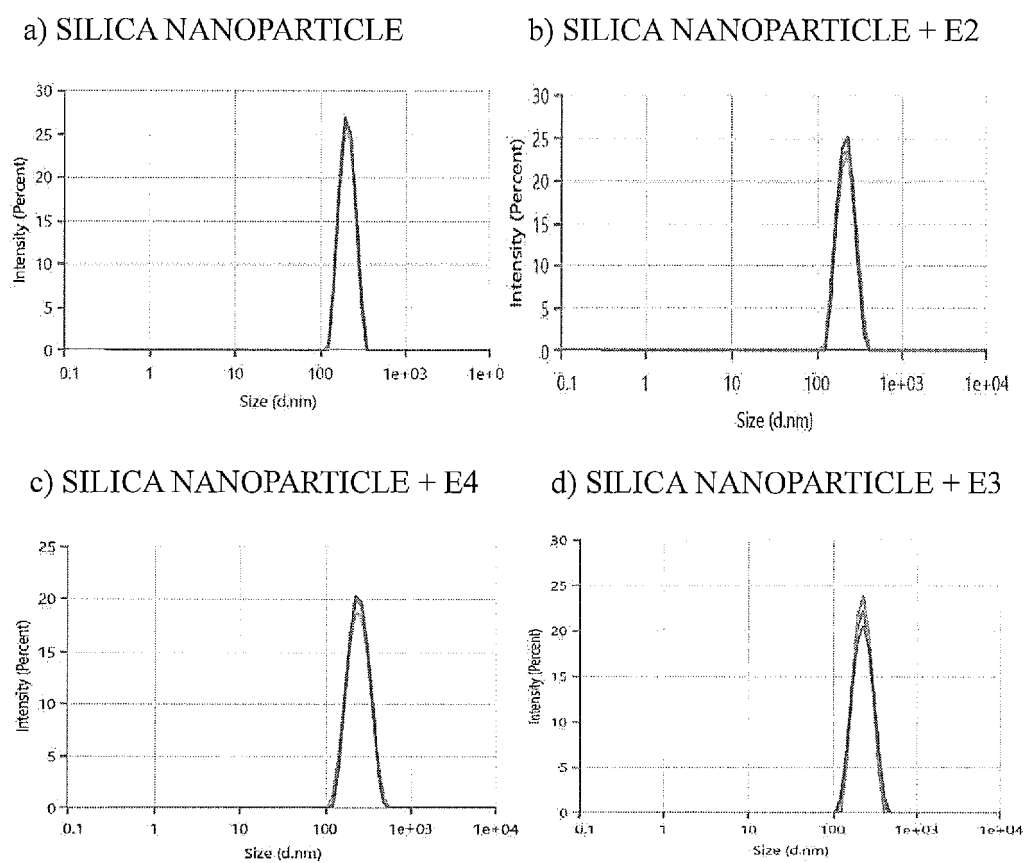 a) SILICA NANOPARTICLE
30
25
20
15
10
5
0
Intensity (Percent)
0.1 1 10 100 1e+03 1e+0
Size (d.nm)
b) SILICA NANOPARTICLE + E2
30
25
20
15
10
5
0
Intensity (Percent)
0.1 1 10 100 1e+03 1e+04
Size (d.nm)
c) SILICA NANOPARTICLE + E4
25
20
15
10
5
0
Intensity (Percent)
0.1 1 10 100 1e+03 1e+04
Size (d.nm)
d) SILICA NANOPARTICLE + E3
30
25
20
15
10
5
0
Intensity (Percent)
0.1 1 10 100 1e+03 1e+04
Size (d.nm)